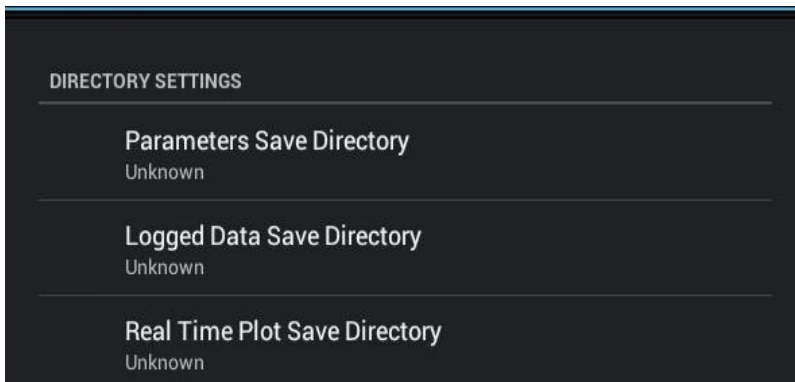 DIRECTORY SETTINGS
Parameters Save Directory
Unknown
Logged Data Save Directory
Unknown
Real Time Plot Save Directory
Unknown